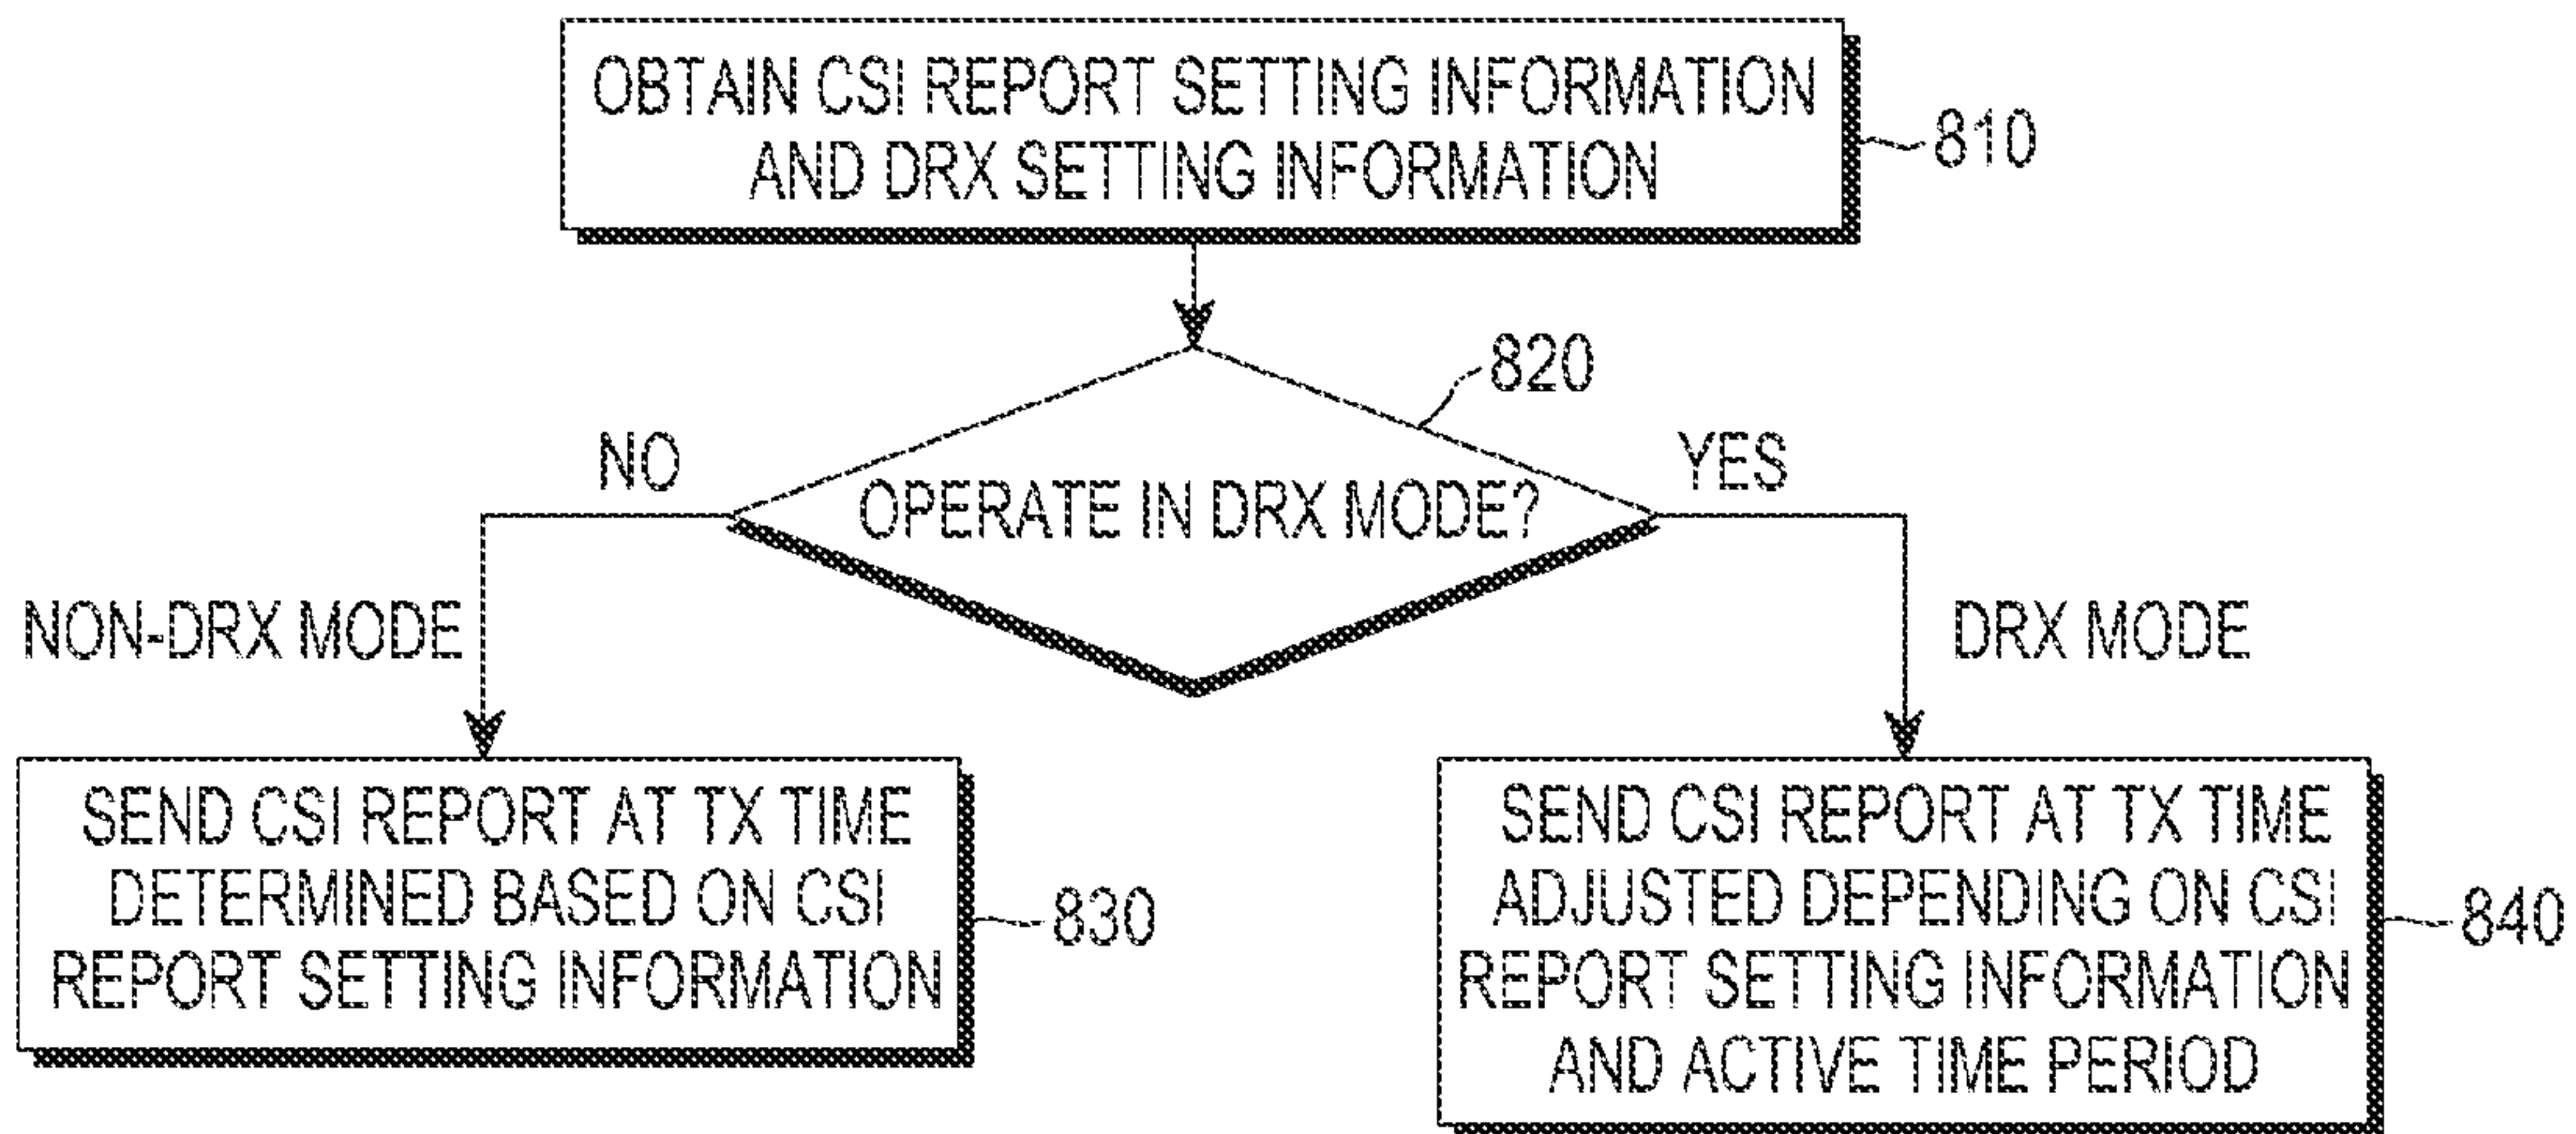 OBTAIN CSI REPORT SETTING INFORMATION
AND DRX SETTING INFORMATION
810
820
NO
YES
OPERATE IN DRX MODE?
NON-DRX MODE
DRX MODE
SEND CSI REPORT AT TX TIME
DETERMINED BASED ON CSI
REPORT SETTING INFORMATION
830
SEND CSI REPORT AT TX TIME
ADJUSTED DEPENDING ON CSI
REPORT SETTING INFORMATION
AND ACTIVE TIME PERIOD
840